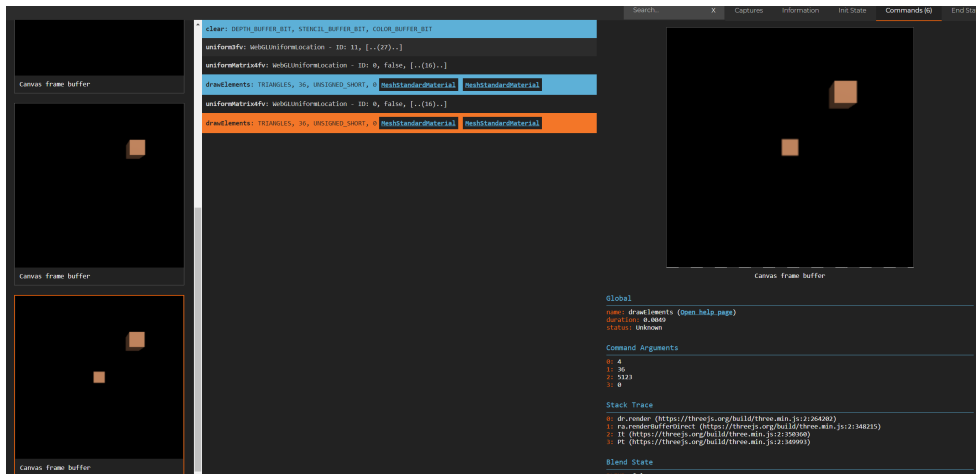 Search... X Captures Information Init State Commands (6) End Sta
Canvas frame buffer
Canvas frame buffer
Canvas frame buffer
clear: DEPTH_BUFFER_BIT, STENCIL_BUFFER_BIT, COLOR_BUFFER_BIT
uniform3fv: WebGLUniformLocation - ID: 11, [..(27)..]
uniformMatrix4fv: WebGLUniformLocation - ID: 0, false, [..(16)..]
drawElements: TRIANGLES, 36, UNSIGNED_SHORT, 0 MeshStandardMaterial MeshStandardMaterial
uniformMatrix4fv: WebGLUniformLocation - ID: 0, false, [..(16)..]
drawElements: TRIANGLES, 36, UNSIGNED_SHORT, 0 MeshStandardMaterial MeshStandardMaterial
Canvas frame buffer
Global
name: drawElements (Open help page)
duration: 0.0049
status: Unknown
Command Arguments
0: 4
1: 36
2: 5123
3: 0
Stack Trace
0: dr.render (https://threejs.org/build/three.min.js:2:264202)
1: ra.renderBufferDirect (https://threejs.org/build/three.min.js:2:348215)
2: It (https://threejs.org/build/three.min.js:2:350360)
3: Pt (https://threejs.org/build/three.min.js:2:349993)
Blend State